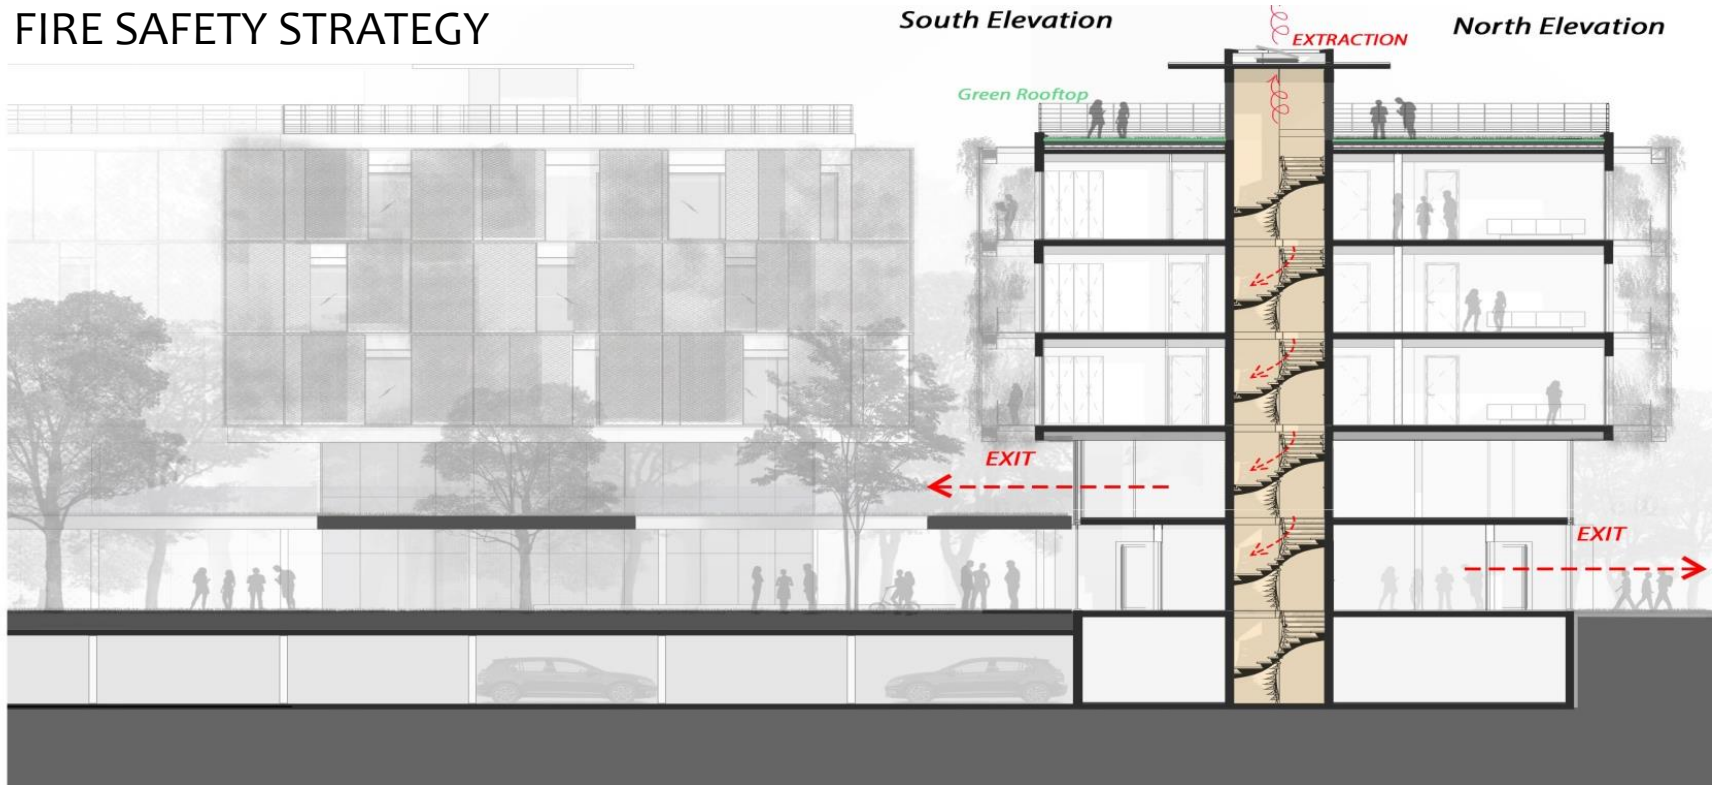 FIRE SAFETY STRATEGY
South Elevation
EXTRACTION
North Elevation
Green Rooftop
EXIT
EXIT